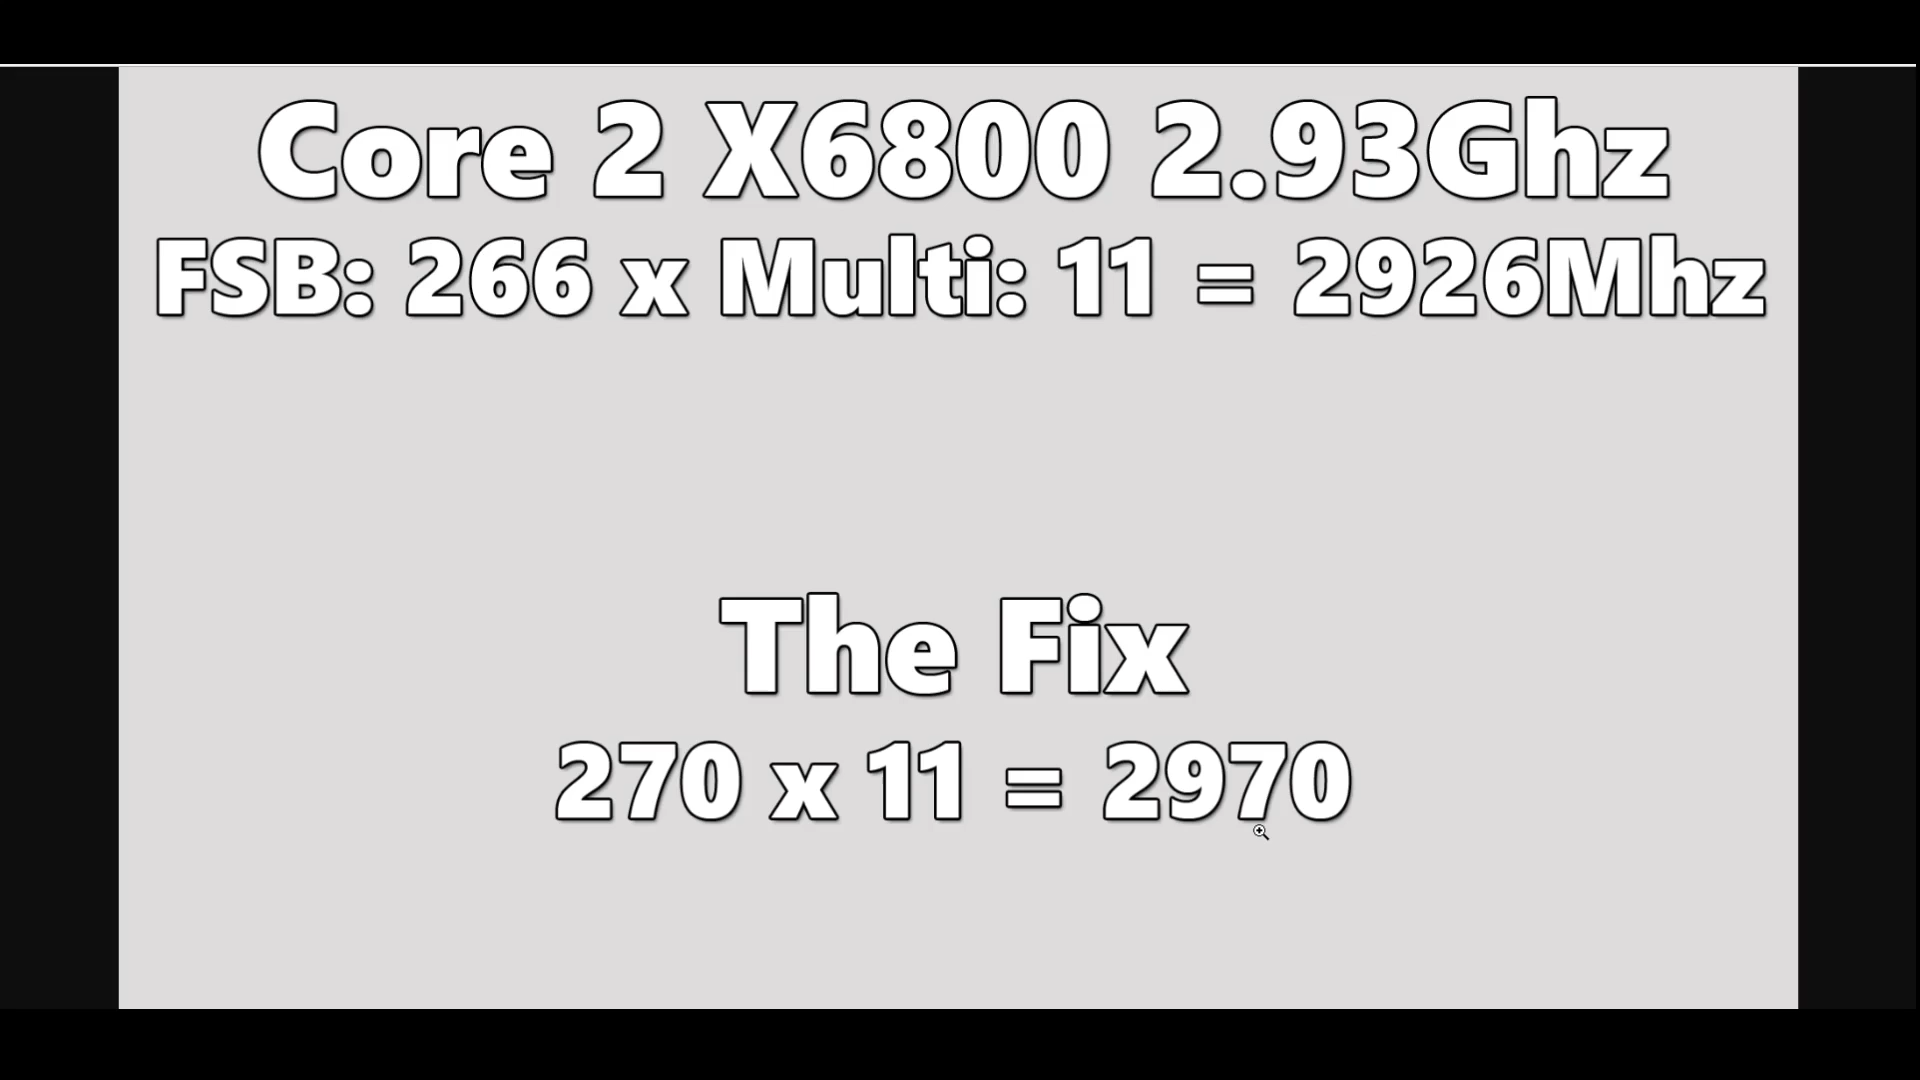 Core 2 X6800 2.93Ghz
FSB: 266 x Multi: 11 = 2926Mhz
The Fix
270 x 11 = 2970